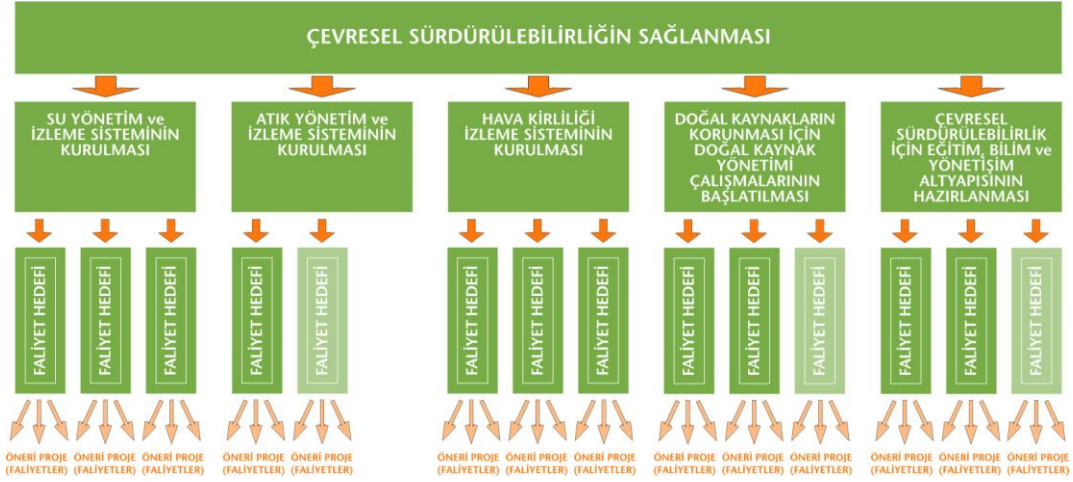 ÇEVRESEL SÜRDÜRÜLEBİLİRLİĞİN SAĞLANMASI
SU YÖNETİM ve
İZLEME SİSTEMİNİN
KURULMASI
ATIK YÖNETİM ve
İZLEME SİSTEMİNİN
KURULMASI
HAVA KİRLİLİĞİ
İZLEME SİSTEMİNİN
KURULMASI
DOĞAL KAYNAKLARIN
KORUNMASI İÇİN
DOĞAL KAYNAK
YÖNETİMİ
ÇALIŞMALARININ
BAŞLATILMASI
ÇEVRESEL
SÜRDÜRÜLEBİLİRLİK
İÇİN EĞİTİM, BİLİM ve
YÖNETİŞİM
ALTYAPISININ
HAZIRLANMASI
FALİYET HEDEFİ
FALİYET HEDEFİ
FALİYET HEDEFİ
FALİYET HEDEFİ
FALİYET HEDEFİ
FALİYET HEDEFİ
FALİYET HEDEFİ
FALİYET HEDEFİ
FALİYET HEDEFİ
FALİYET HEDEFİ
FALİYET HEDEFİ
FALİYET HEDEFİ
FALİYET HEDEFİ
FALİYET HEDEFİ
ÖNERİ PROJE
(FALİYETLER)
ÖNERİ PROJE
(FALİYETLER)
ÖNERİ PROJE
(FALİYETLER)
ÖNERİ PROJE
(FALİYETLER)
ÖNERİ PROJE
(FALİYETLER)
ÖNERİ PROJE
(FALİYETLER)
ÖNERİ PROJE
(FALİYETLER)
ÖNERİ PROJE
(FALİYETLER)
ÖNERİ PROJE
(FALİYETLER)
ÖNERİ PROJE
(FALİYETLER)
ÖNERİ PROJE
(FALİYETLER)
ÖNERİ PROJE
(FALİYETLER)
ÖNERİ PROJE
(FALİYETLER)
ÖNERİ PROJE
(FALİYETLER)